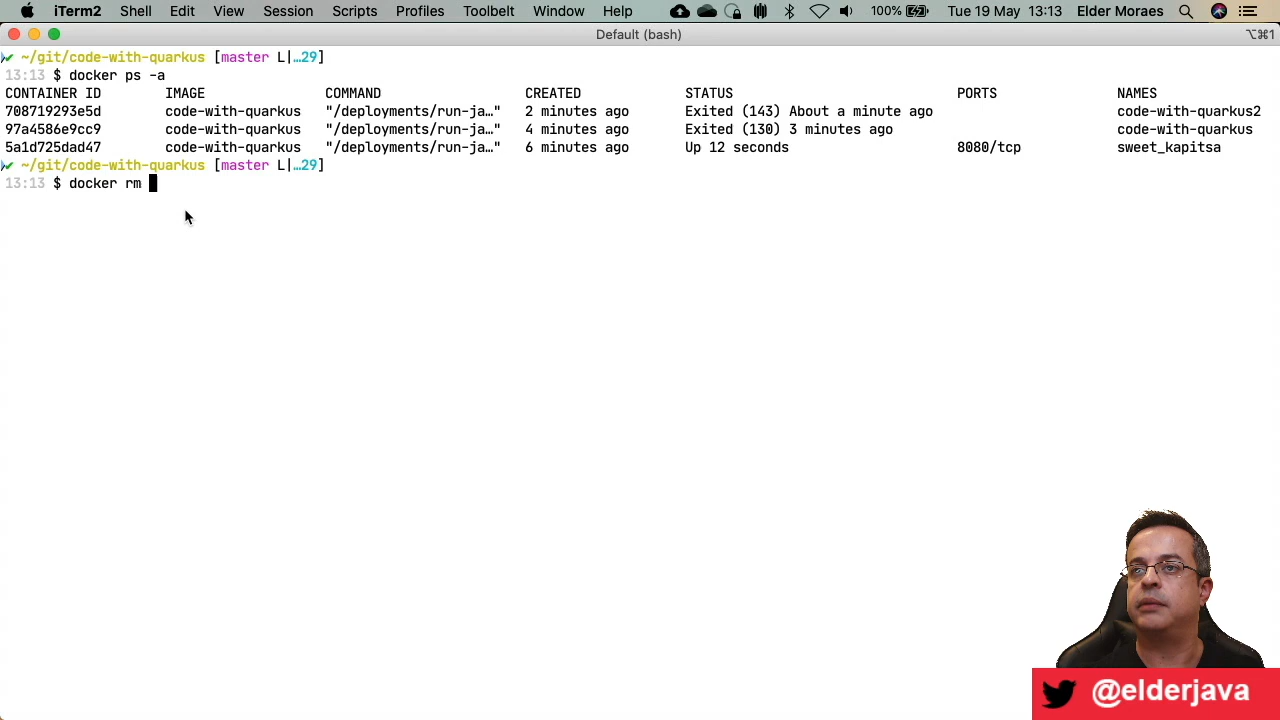 iTerm2 Shell Edit View Session Scripts Profiles Toolbelt Window Help 100% Tue 19 May 13:13 Elder Moraes
Default (bash) ⌥⌘1
✔ ~/git/code-with-quarkus [master L|…29]
13:13 $ docker ps -a
CONTAINER ID IMAGE COMMAND CREATED STATUS PORTS NAMES
708719293e5d code-with-quarkus "/deployments/run-ja…" 2 minutes ago Exited (143) About a minute ago code-with-quarkus2
97a4586e9cc9 code-with-quarkus "/deployments/run-ja…" 4 minutes ago Exited (130) 3 minutes ago code-with-quarkus
5a1d725dad47 code-with-quarkus "/deployments/run-ja…" 6 minutes ago Up 12 seconds 8080/tcp sweet_kapitsa
✔ ~/git/code-with-quarkus [master L|…29]
13:13 $ docker rm
@elderjava